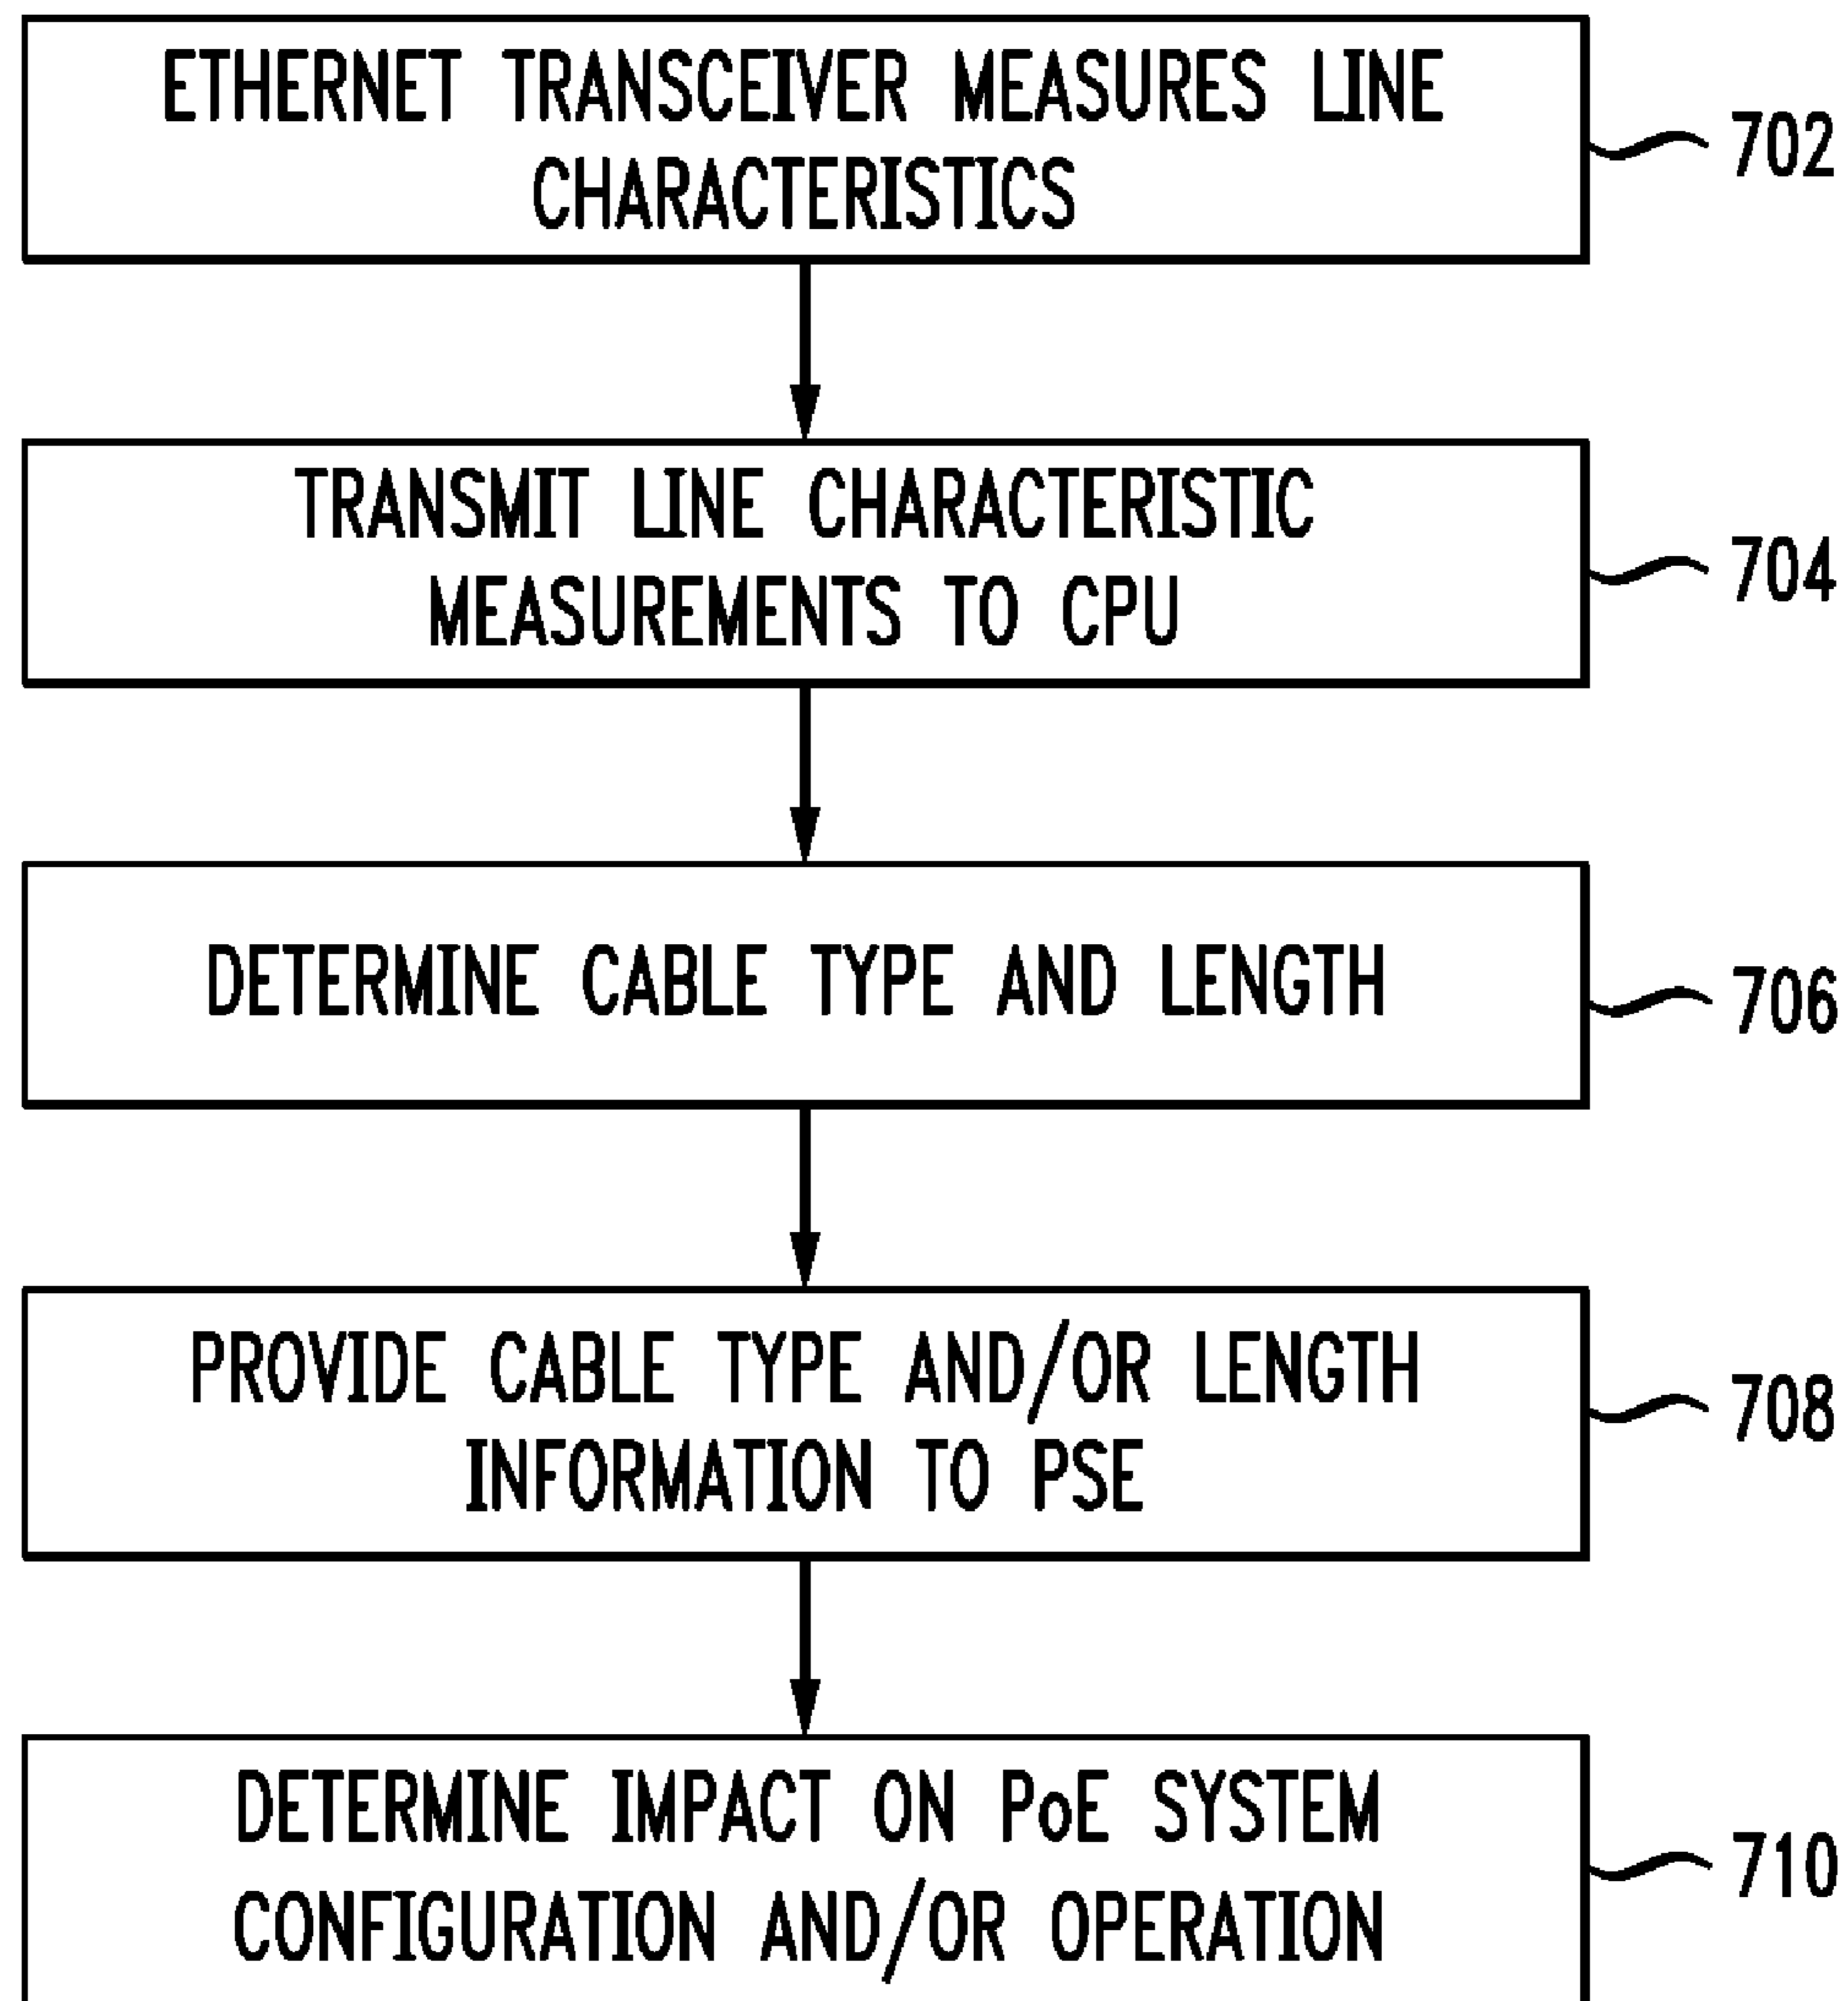 ETHERNET TRANSCEIVER MEASURES LINE
CHARACTERISTICS
702
TRANSMIT LINE CHARACTERISTIC
MEASUREMENTS TO CPU
704
DETERMINE CABLE TYPE AND LENGTH
706
PROVIDE CABLE TYPE AND/OR LENGTH
INFORMATION TO PSE
708
DETERMINE IMPACT ON PoE SYSTEM
CONFIGURATION AND/OR OPERATION
710